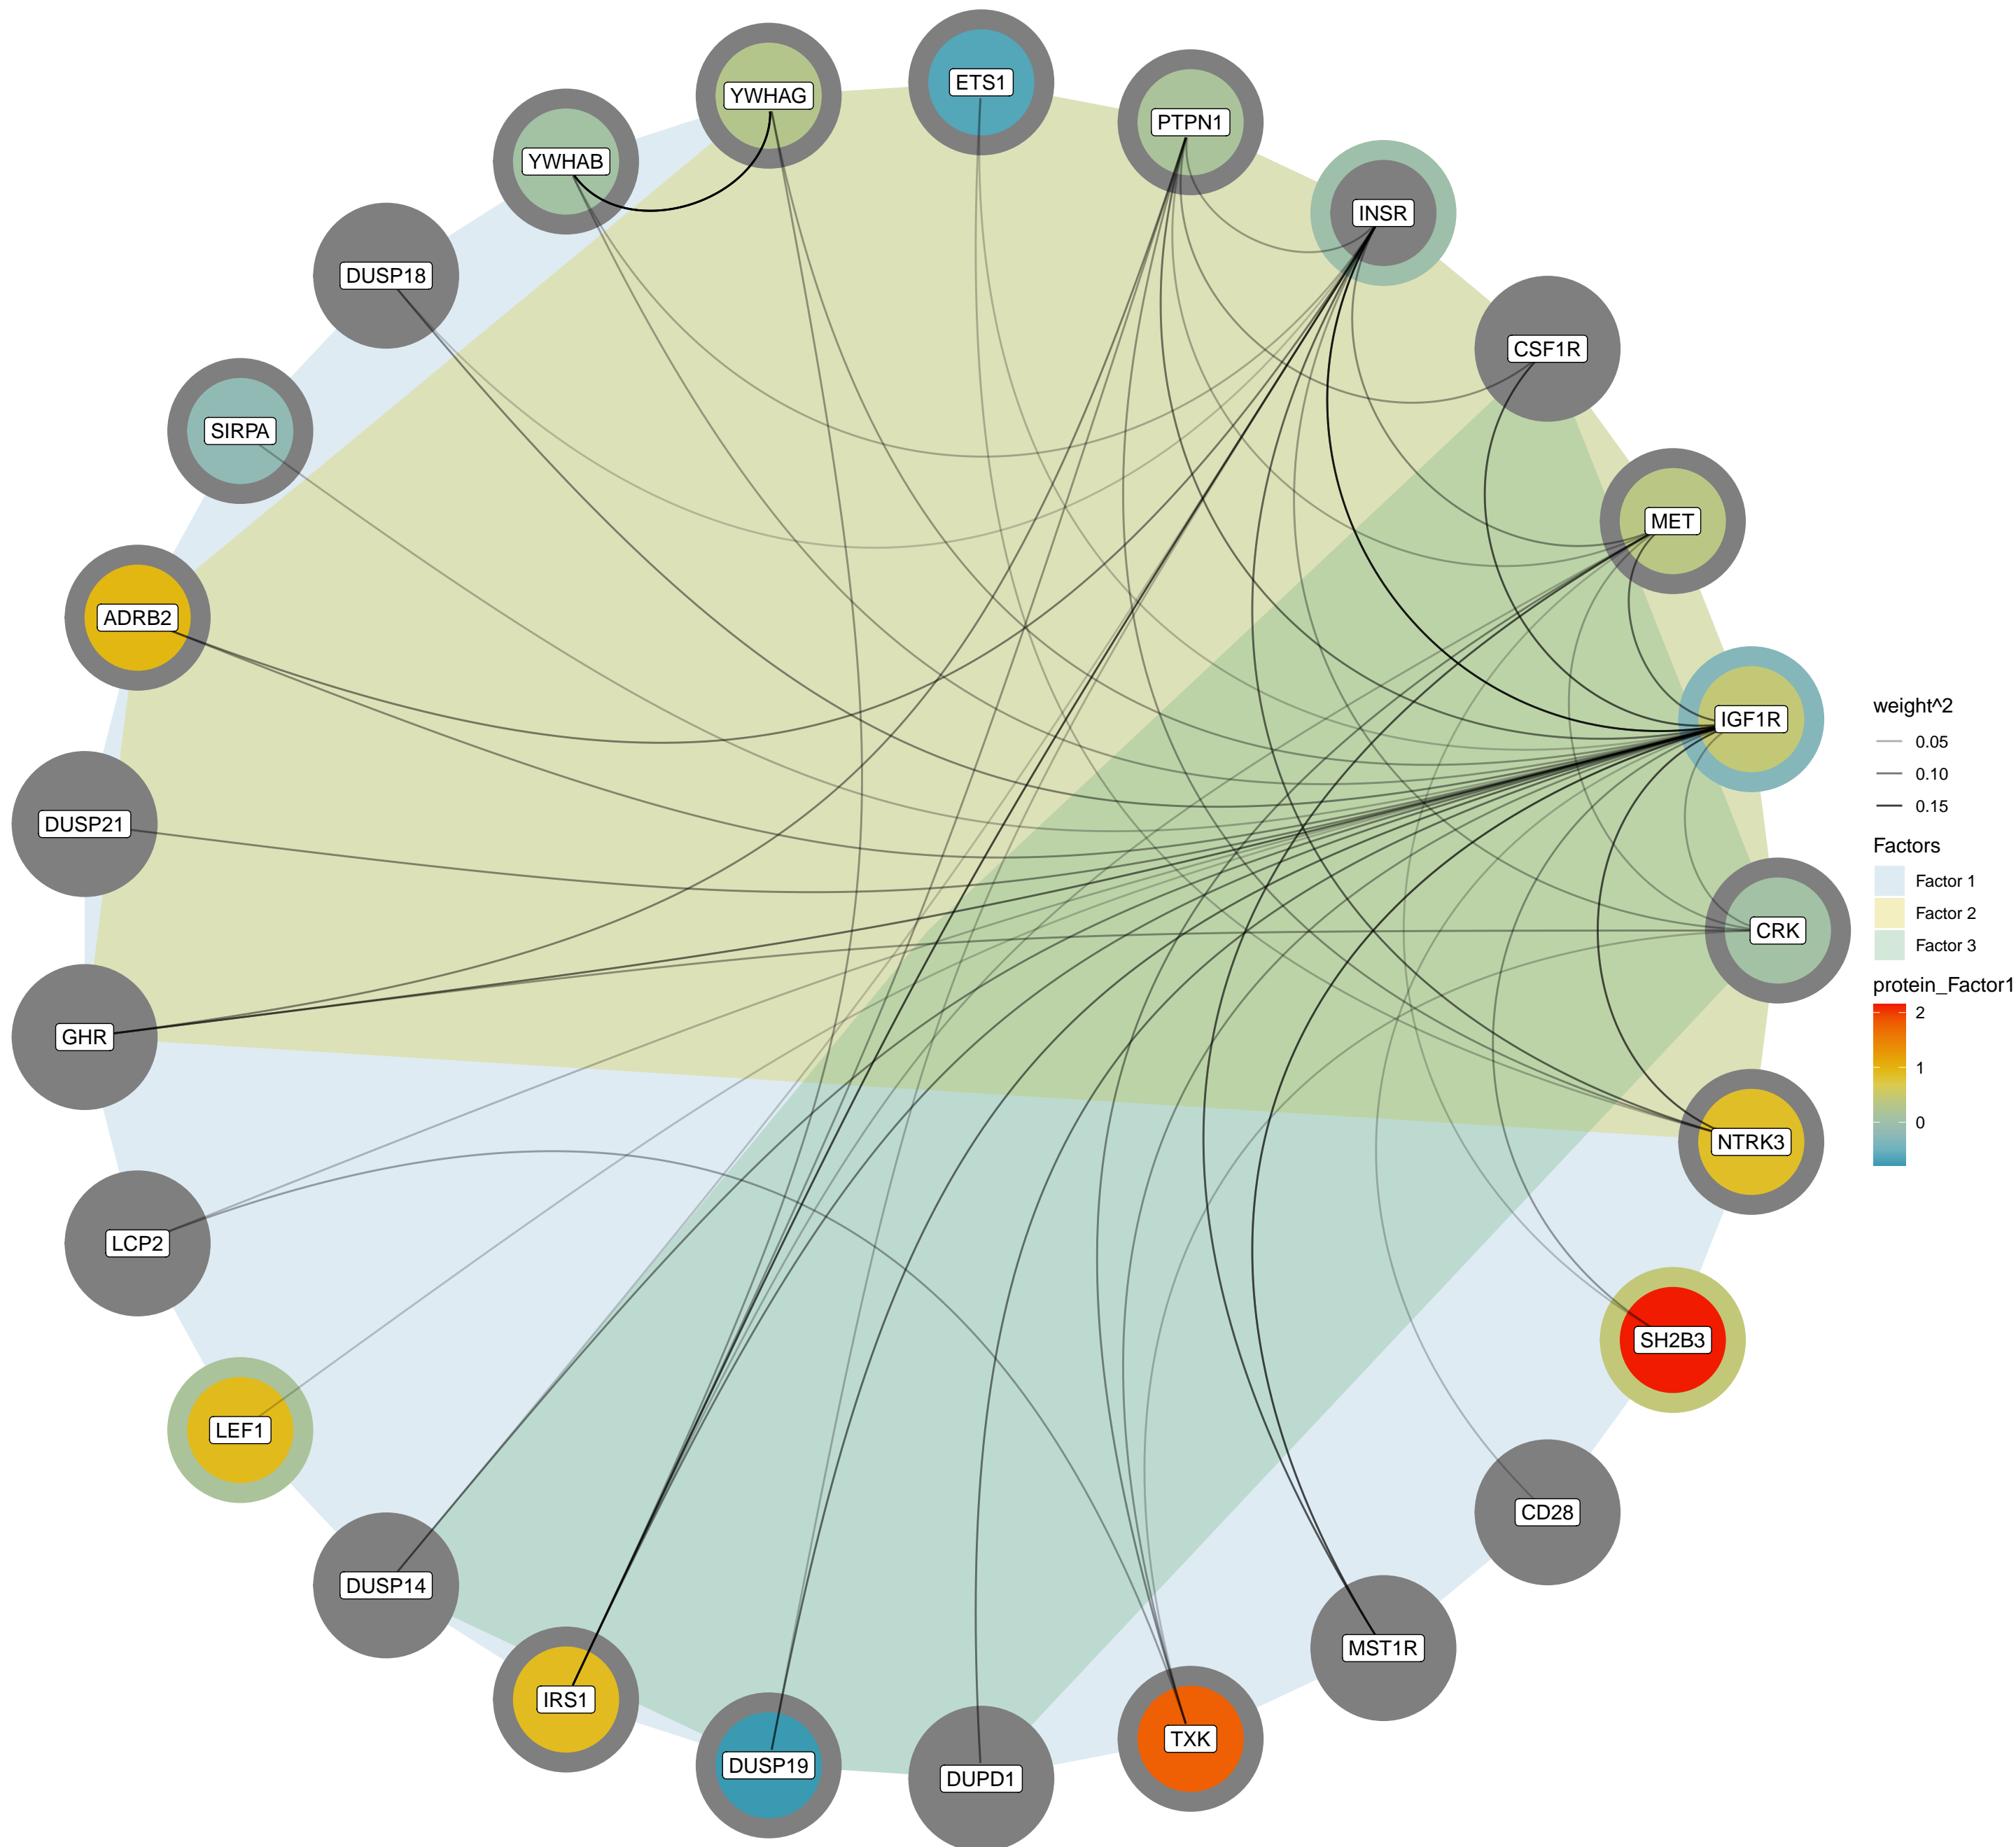 ETS1
YWHAG
PTPN1
YWHAB
INSR
DUSP18
CSF1R
SIRPA
MET
ADRB2
IGF1R
DUSP21
CRK
GHR
NTRK3
LCP2
SH2B3
LEF1
CD28
DUSP14
MST1R
IRS1
TXK
DUSP19
DUPD1
weight^2
0.05
0.10
0.15
Factors
Factor 1
Factor 2
Factor 3
protein_Factor1
2
1
0